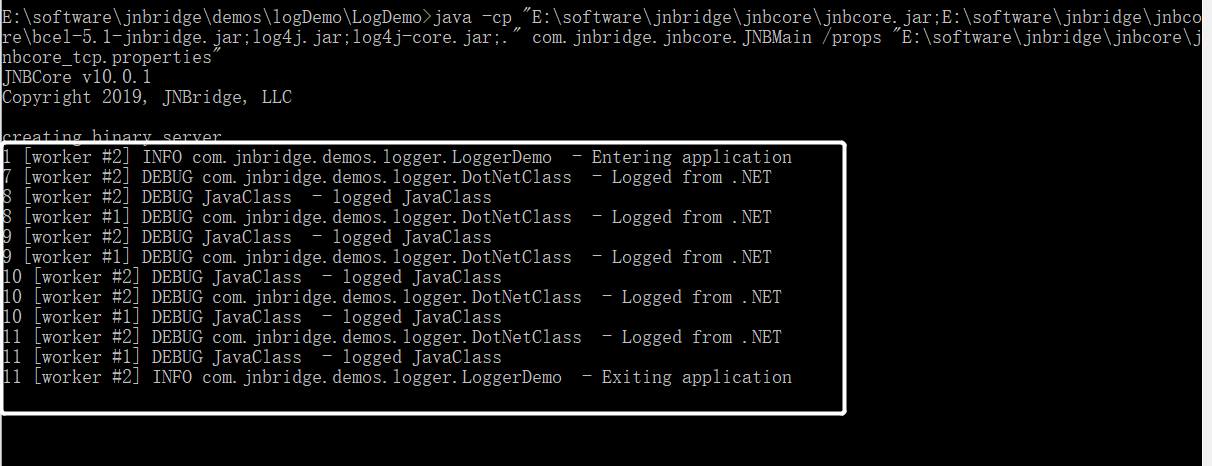 E:\software\jnbridge\demos\logDemo\LogDemo>java -cp "E:\software\jnbridge\jnbcore\jnbcore.jar;E:\software\jnbridge\jnbco
re\bcel-5.1-jnbridge.jar;log4j.jar;log4j-core.jar;." com.jnbridge.jnbcore.JNBMain /props "E:\software\jnbridge\jnbcore\j
nbcore_tcp.properties"
JNBCore v10.0.1
Copyright 2019, JNBridge, LLC
creating binary server
1 [worker #2] INFO com.jnbridge.demos.logger.LoggerDemo  - Entering application
7 [worker #2] DEBUG com.jnbridge.demos.logger.DotNetClass  - Logged from .NET
8 [worker #2] DEBUG JavaClass  - logged JavaClass
8 [worker #1] DEBUG com.jnbridge.demos.logger.DotNetClass  - Logged from .NET
9 [worker #2] DEBUG JavaClass  - logged JavaClass
9 [worker #1] DEBUG com.jnbridge.demos.logger.DotNetClass  - Logged from .NET
10 [worker #2] DEBUG JavaClass  - logged JavaClass
10 [worker #2] DEBUG com.jnbridge.demos.logger.DotNetClass  - Logged from .NET
10 [worker #1] DEBUG JavaClass  - logged JavaClass
11 [worker #2] DEBUG com.jnbridge.demos.logger.DotNetClass  - Logged from .NET
11 [worker #1] DEBUG JavaClass  - logged JavaClass
11 [worker #2] INFO com.jnbridge.demos.logger.LoggerDemo  - Exiting application